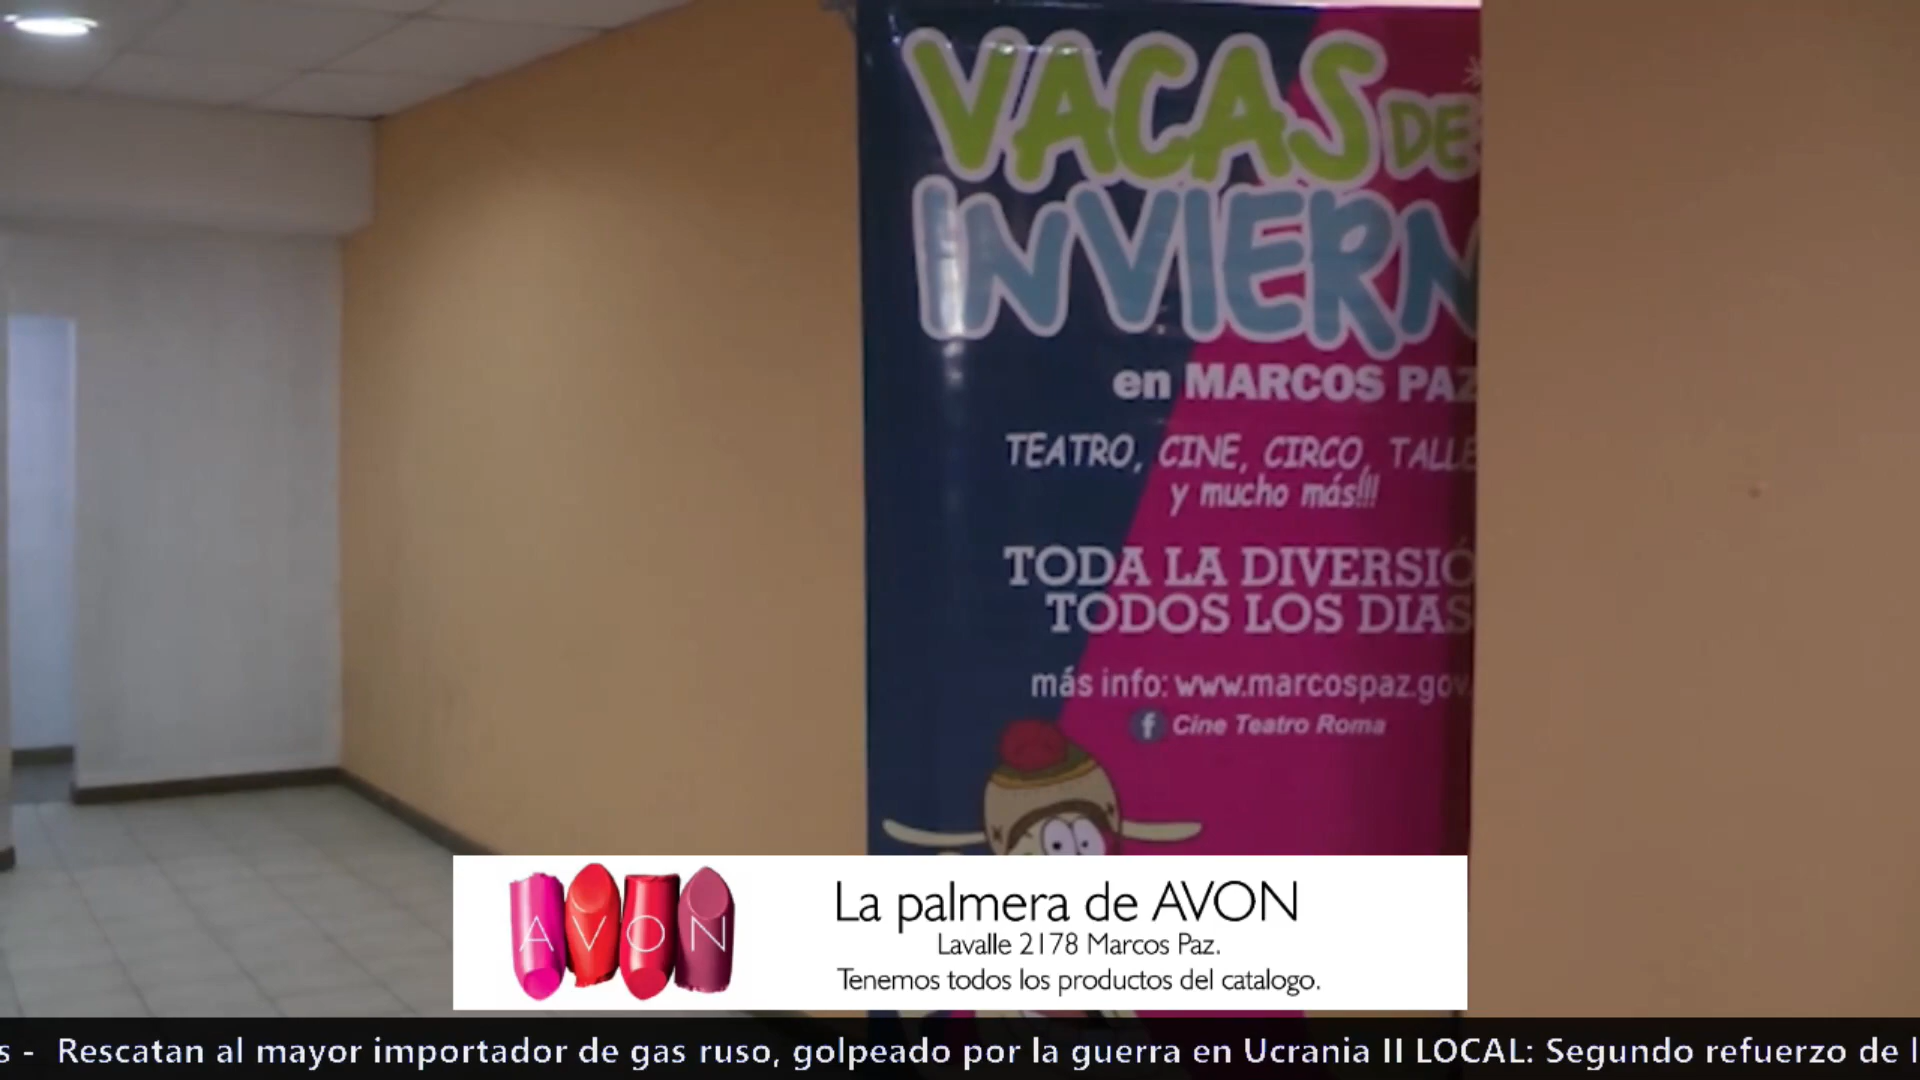 VACAS DE
INVIERN
en MARCOS PAZ
TEATRO, CINE, CIRCO, TALLE
y mucho más!!!
TODA LA DIVERSIÓ
TODOS LOS DIAS
más info: www.marcospaz.gov.
f Cine Teatro Roma
AVON
La palmera de AVON
Lavalle 2178 Marcos Paz.
Tenemos todos los productos del catalogo.
s - Rescatan al mayor importador de gas ruso, golpeado por la guerra en Ucrania II LOCAL: Segundo refuerzo de l